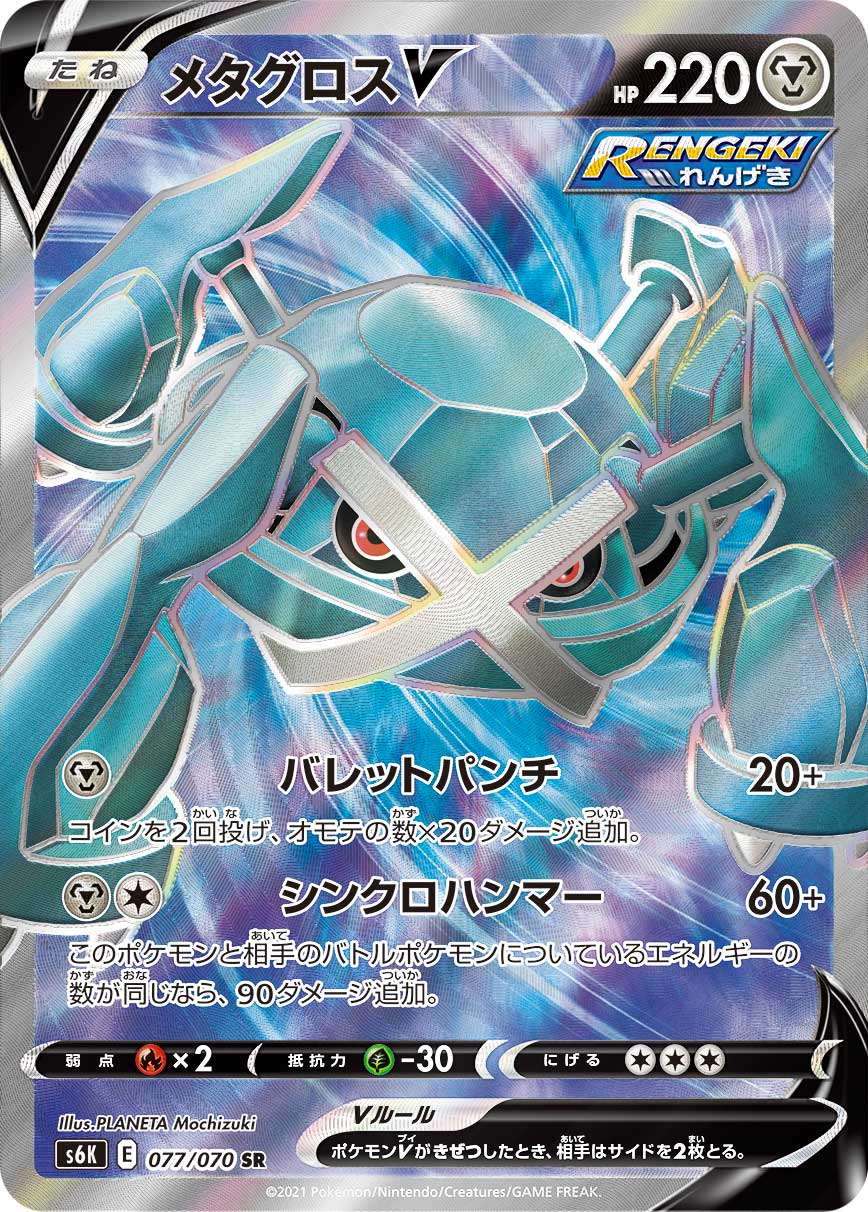 たね メタグロスV HP 220
RENGEKI
れんげき
バレットパンチ 20+
コインを2回投げ、オモテの数×20ダメージ追加。
シンクロハンマー 60+
このポケモンと相手のバトルポケモンについているエネルギーの
数が同じなら、90ダメージ追加。
弱点 ×2 抵抗力 -30 にげる
Illus.PLANETA Mochizuki
Vルール
ポケモンVがきぜつしたとき、相手はサイドを2枚とる。
s6K E 077/070 SR
©2021 Pokémon/Nintendo/Creatures/GAME FREAK.